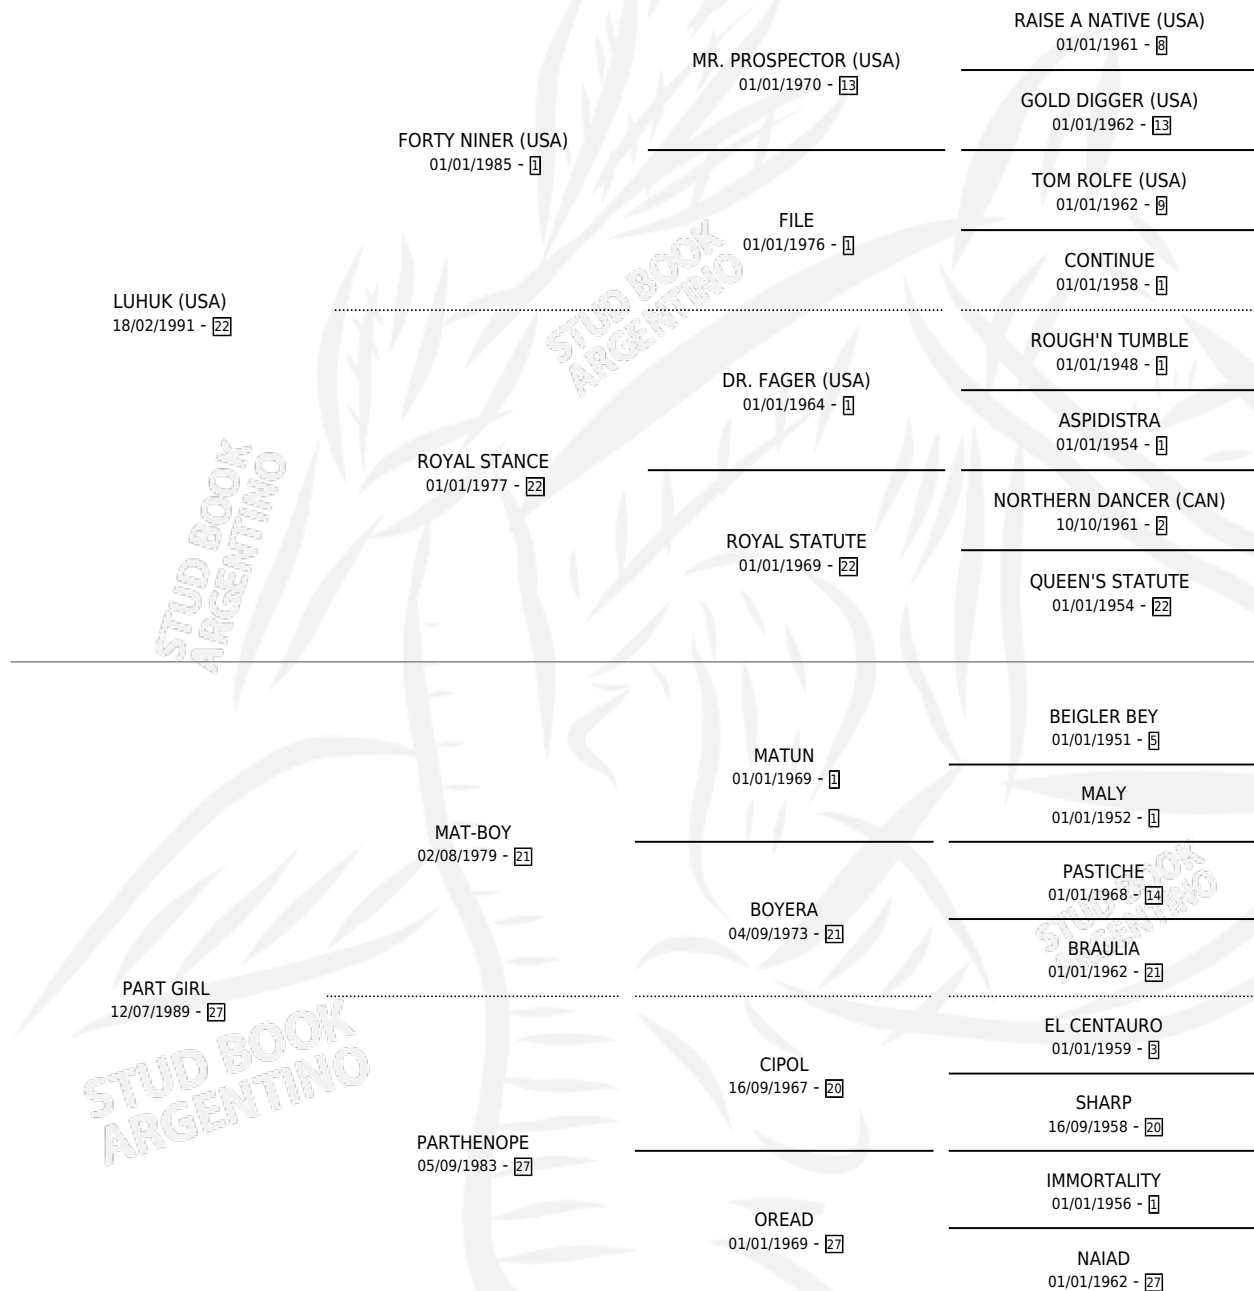 RAISE A NATIVE (USA)
01/01/1961 - 8
MR. PROSPECTOR (USA)
01/01/1970 - 13
GOLD DIGGER (USA)
01/01/1962 - 13
FORTY NINER (USA)
01/01/1985 - 1
TOM ROLFE (USA)
01/01/1962 - 9
FILE
01/01/1976 - 1
CONTINUE
01/01/1958 - 1
LUHUK (USA)
18/02/1991 - 22
ROUGH'N TUMBLE
01/01/1948 - 1
DR. FAGER (USA)
01/01/1964 - 1
ASPIDISTRA
01/01/1954 - 1
ROYAL STANCE
01/01/1977 - 22
NORTHERN DANCER (CAN)
10/10/1961 - 2
ROYAL STATUTE
01/01/1969 - 22
QUEEN'S STATUTE
01/01/1954 - 22
BEIGLER BEY
01/01/1951 - 5
MATUN
01/01/1969 - 1
MALY
01/01/1952 - 1
MAT-BOY
02/08/1979 - 21
PASTICHE
01/01/1968 - 14
BOYERA
04/09/1973 - 21
BRAULIA
01/01/1962 - 21
PART GIRL
12/07/1989 - 27
EL CENTAURO
01/01/1959 - 3
CIPOL
16/09/1967 - 20
SHARP
16/09/1958 - 20
PARTHENOPE
05/09/1983 - 27
IMMORTALITY
01/01/1956 - 1
OREAD
01/01/1969 - 27
NAIAD
01/01/1962 - 27
STUD BOOK
ARGENTINO
STUD BOOK
ARGENTINO
STUD BOOK
ARGENTINO
STUD BOOK
ARGENTINO